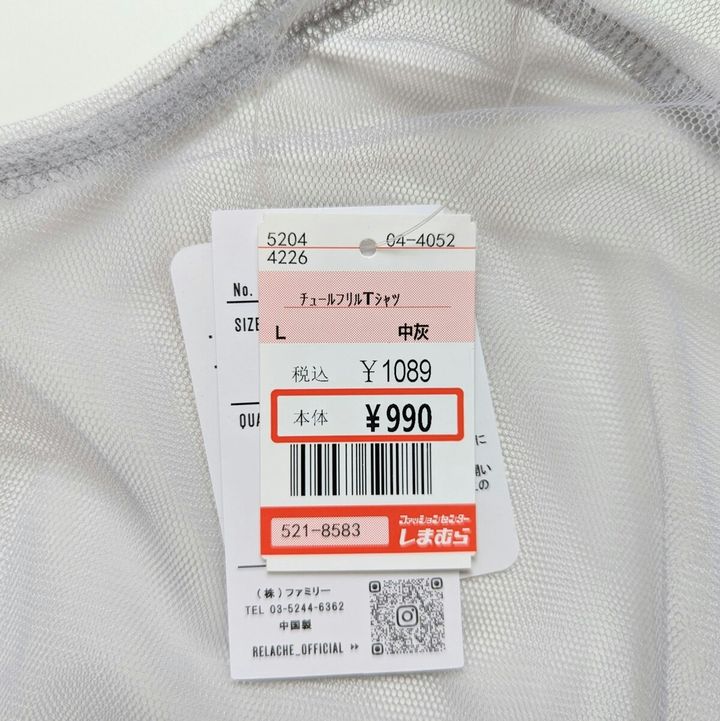 5204 04-4052
4226
チュールフリルTシャツ
L 中灰
税込 ¥1089
本体 ¥990
521-8583
ファッションセンター
しまむら
No.
SIZE
QUA
に
の
(株)ファミリー
TEL 03-5244-6362
中国製
RELACHE_OFFICIAL ▸▸